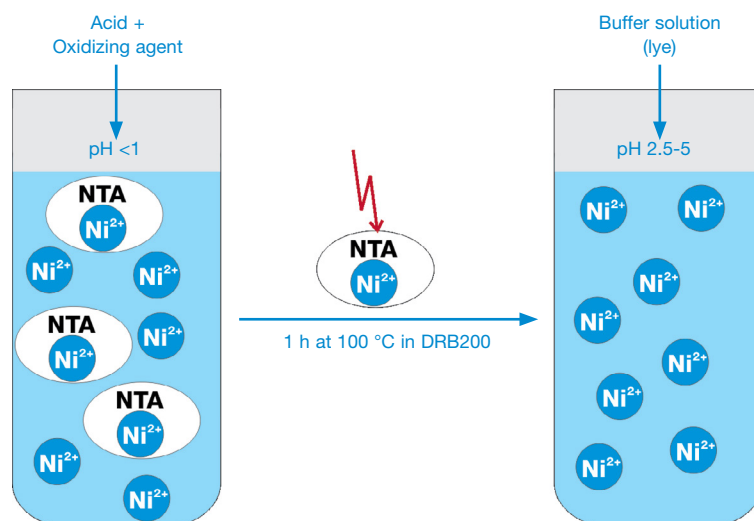 Acid +
Oxidizing agent
pH <1
NTA
Ni²⁺
Ni²⁺
Ni²⁺
NTA
Ni²⁺
Ni²⁺
NTA
Ni²⁺
Ni²⁺
Ni²⁺
NTA
Ni²⁺
1 h at 100 °C in DRB200
Buffer solution
(lye)
pH 2.5-5
Ni²⁺
Ni²⁺
Ni²⁺
Ni²⁺
Ni²⁺
Ni²⁺
Ni²⁺
Ni²⁺